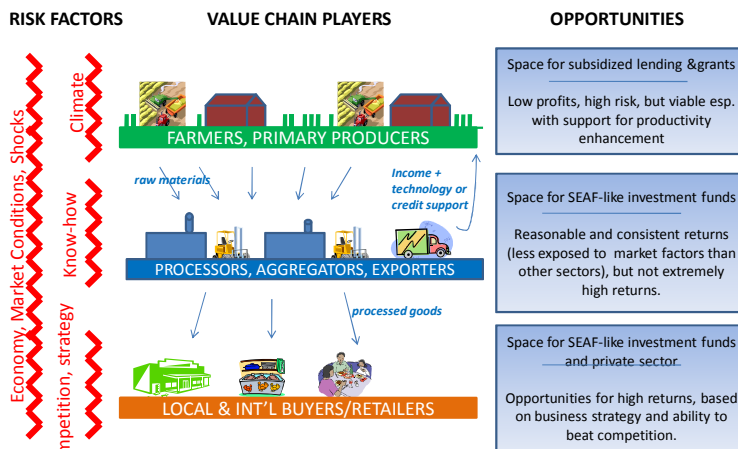 RISK FACTORS
VALUE CHAIN PLAYERS
OPPORTUNITIES
Economy, Market Conditions, Shocks
Climate
Know-how
mpetition, strategy
FARMERS, PRIMARY PRODUCERS
raw materials
Income +
technology or
credit support
PROCESSORS, AGGREGATORS, EXPORTERS
processed goods
LOCAL & INT'L BUYERS/RETAILERS
Space for subsidized lending &grants
Low profits, high risk, but viable esp.
with support for productivity
enhancement
Space for SEAF-like investment funds
Reasonable and consistent returns
(less exposed to market factors than
other sectors), but not extremely
high returns.
Space for SEAF-like investment funds
and private sector
Opportunities for high returns, based
on business strategy and ability to
beat competition.